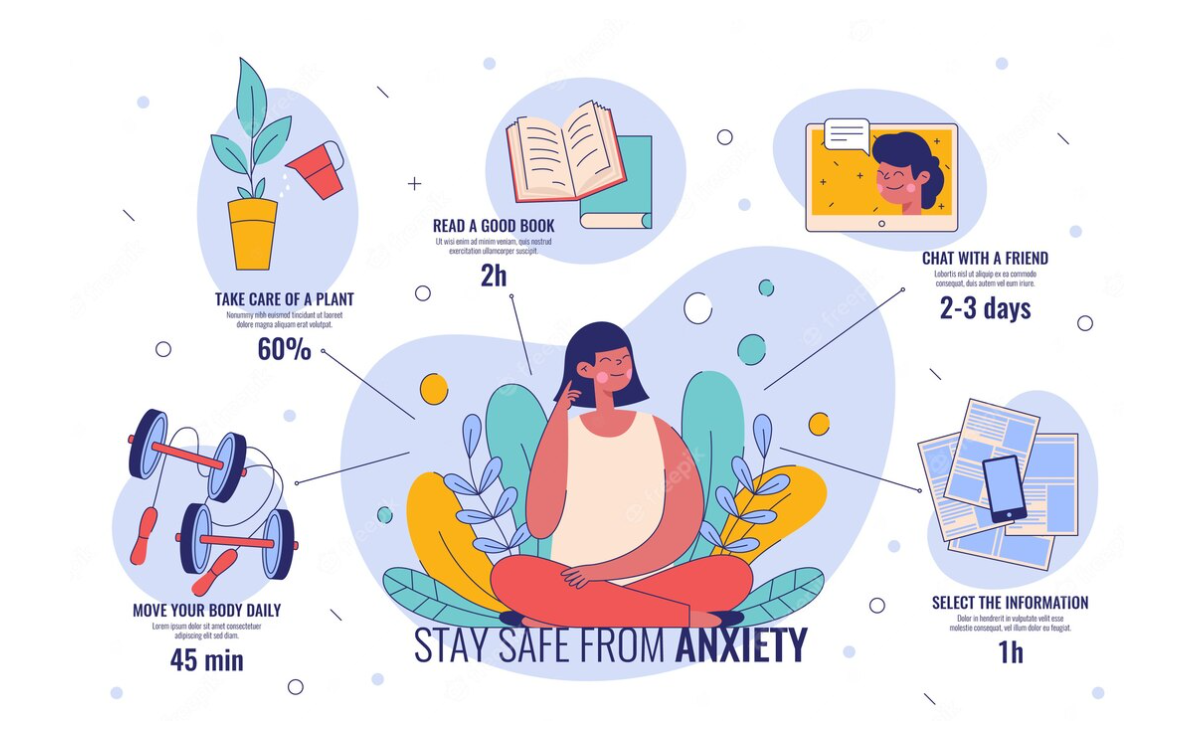 READ A GOOD BOOK
Ut wisi enim ad minim veniam, quis nostrud
exercitation ullamcorper suscipit.
2h
CHAT WITH A FRIEND
Lobortis nisl ut aliquip ex ea commodo
consequat, duis autem vel eum iriure.
2-3 days
TAKE CARE OF A PLANT
Nonummy nibh euismod tincidunt ut laoreet
dolore magna aliquam erat volutpat.
60%
MOVE YOUR BODY DAILY
Lorem ipsum dolor sit amet consectetuer
adipiscing elit sed diam.
45 min
SELECT THE INFORMATION
Dolor in hendrerit in vulputate velit esse
molestie consequat, vel illum dolor eu feugiat.
1h
STAY SAFE FROM ANXIETY
freepik